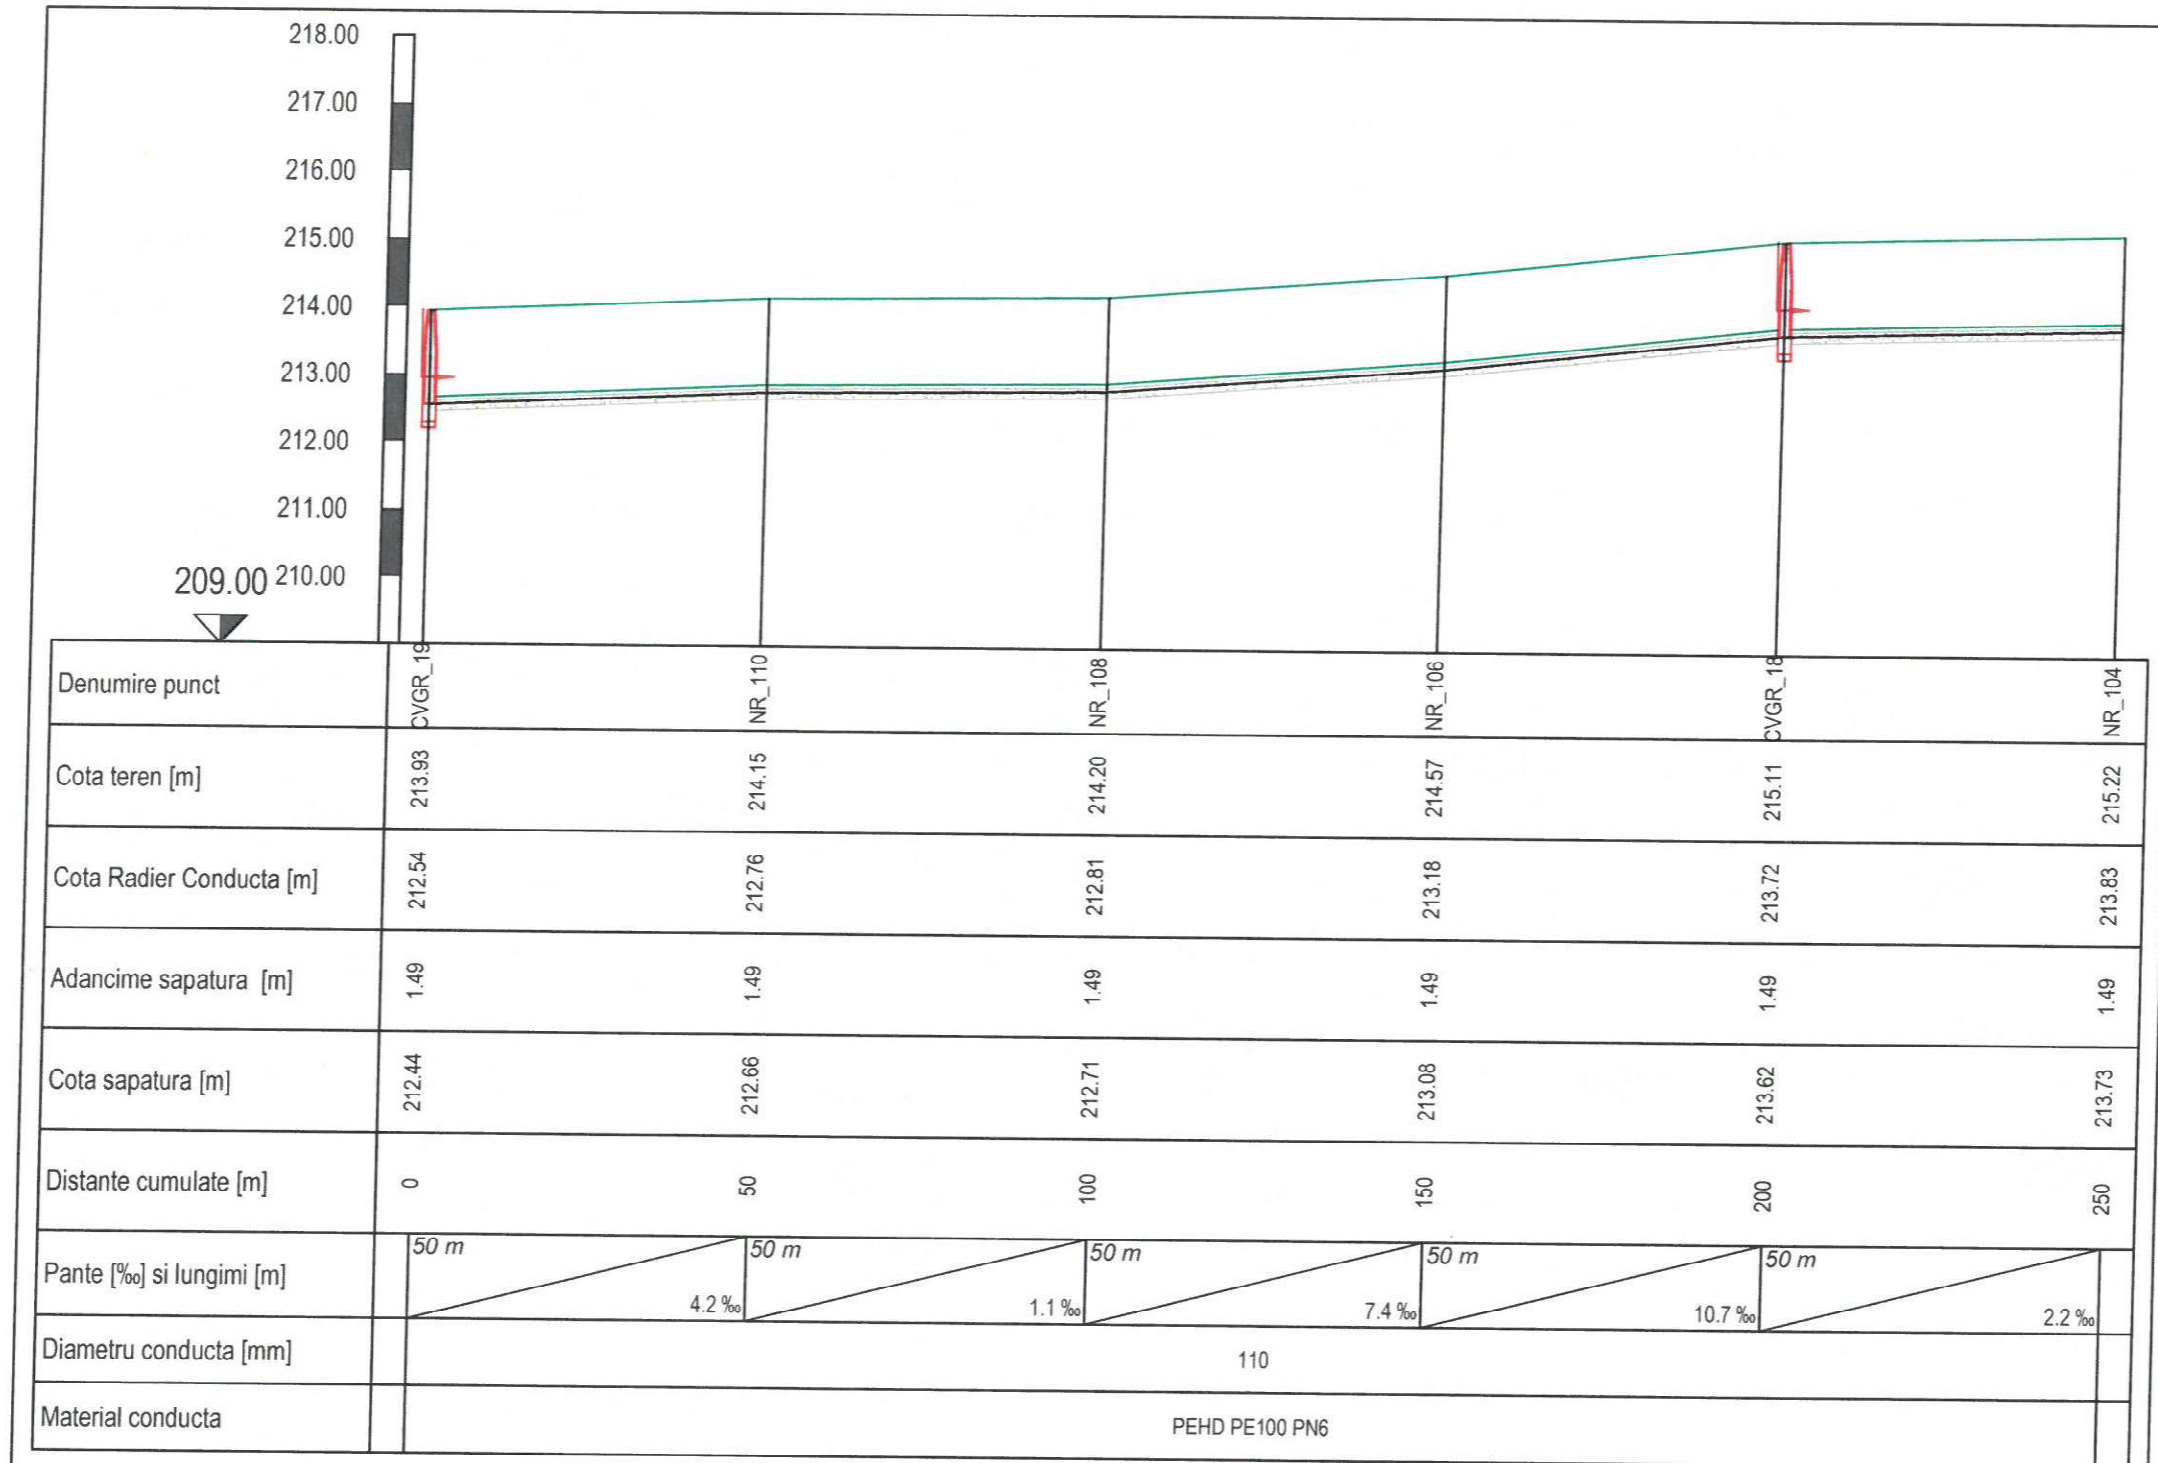 218.00
217.00
216.00
215.00
214.00
213.00
212.00
211.00
210.00
209.00
Denumire punct CVGR_19 NR_110 NR_108 NR_106 CVGR_18 NR_104
Cota teren [m] 213.93 214.15 214.20 214.57 215.11 215.22
Cota Radier Conducta [m] 212.54 212.76 212.81 213.18 213.72 213.83
Adancime sapatura [m] 1.49 1.49 1.49 1.49 1.49 1.49
Cota sapatura [m] 212.44 212.66 212.71 213.08 213.62 213.73
Distante cumulate [m] 0 50 100 150 200 250
50 m 50 m 50 m 50 m 50 m
Pante [‰] si lungimi [m]
4.2 ‰ 1.1 ‰ 7.4 ‰ 10.7 ‰ 2.2 ‰
Diametru conducta [mm] 110
Material conducta PEHD PE100 PN6